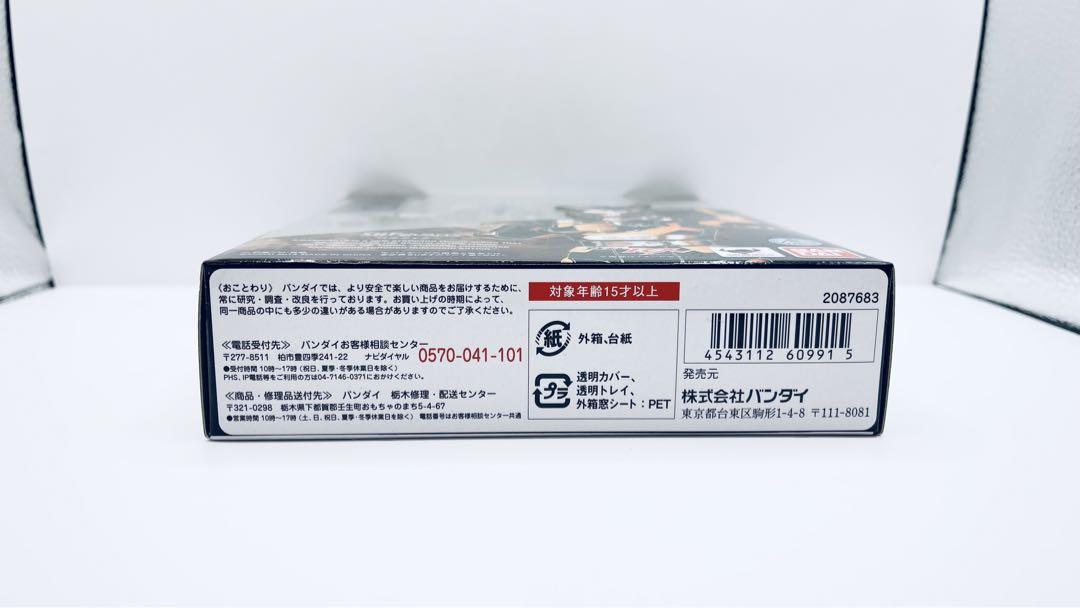 〈おことわり〉 バンダイでは、より安全で楽しい商品をお届けするために、
常に研究・調査・改良を行っております。お買い上げの時期によって、
同一商品の中にも多少の違いがある場合がありますのでご了承ください。
≪電話受付先≫ バンダイお客様相談センター
〒277-8511 柏市豊四季241-22 ナビダイヤル 0570-041-101
●受付時間 10時〜17時(祝日、夏季・冬季休業日を除く)
PHS、IP電話等をご利用の方は04-7146-0371におかけください。
≪商品・修理品送付先≫ バンダイ 栃木修理・配送センター
〒321-0298 栃木県下都賀郡壬生町おもちゃのまち5-4-67
●営業時間 10時〜17時(土、日、祝日、夏季・冬季休業日を除く) 電話番号はお客様相談センター共通
対象年齢15才以上
紙 外箱、台紙
プラ 透明カバー、
透明トレイ、
外箱窓シート:PET
2087683
4543112 60991 5
発売元
株式会社バンダイ
東京都台東区駒形1-4-8 〒111-8081